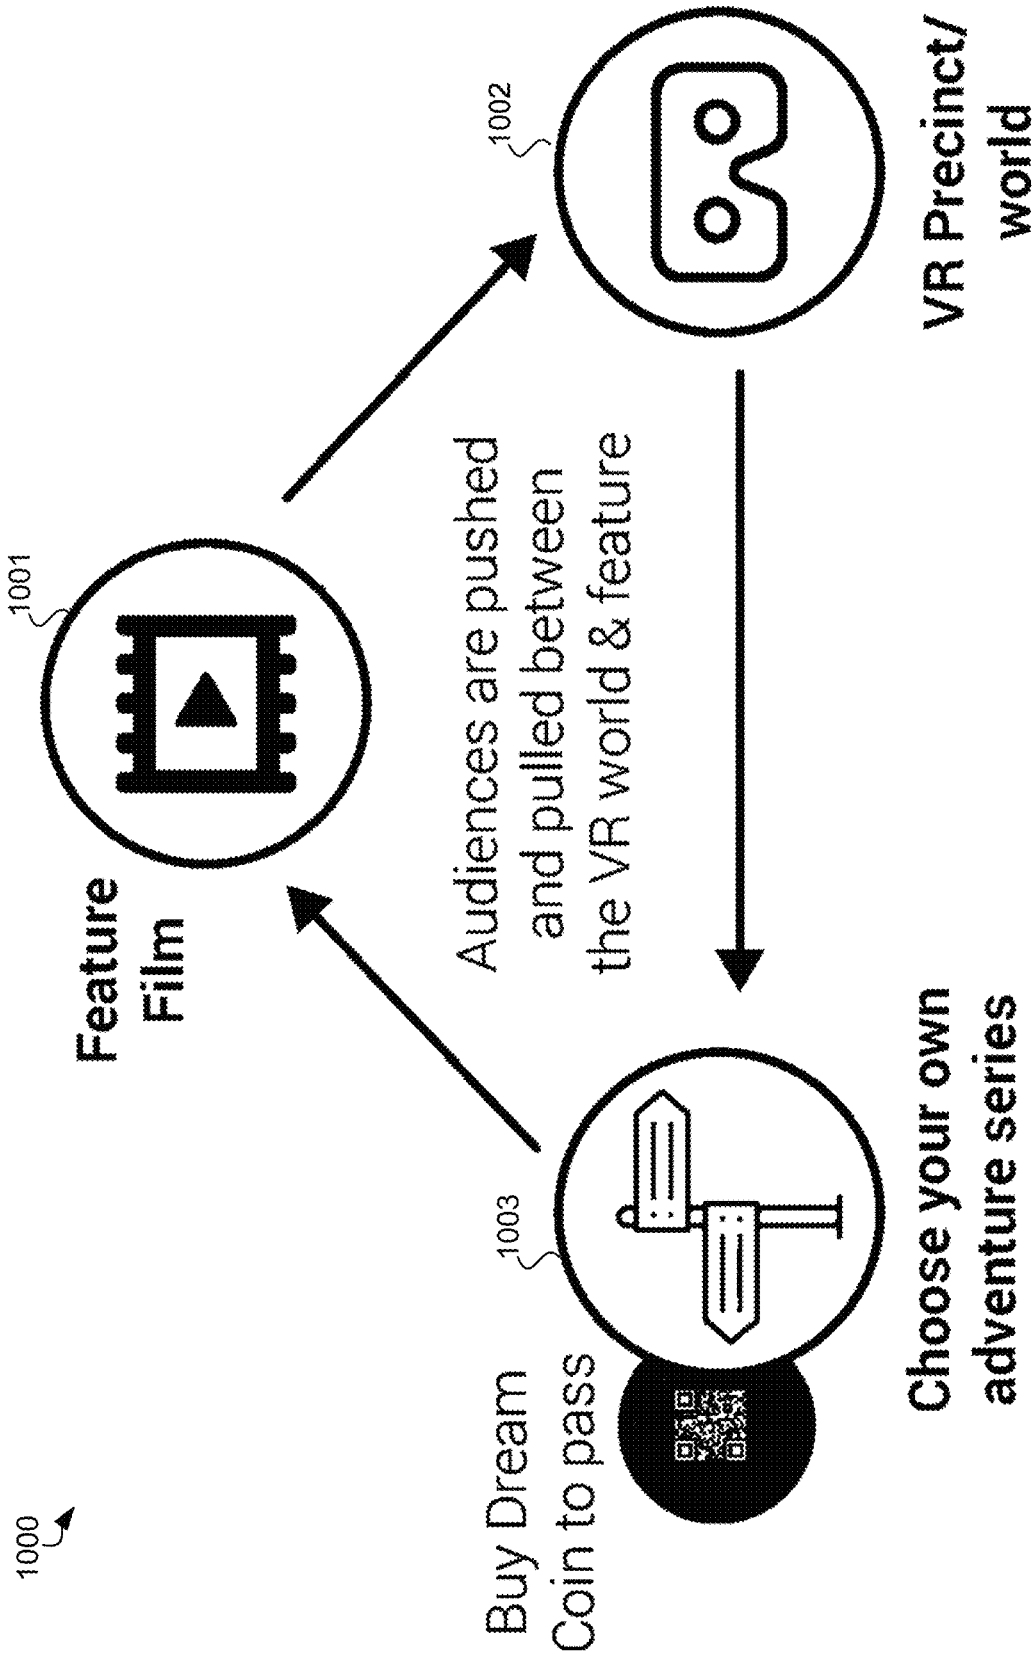 1000
1001
Feature
Film
1002
VR Precinct/
world
Audiences are pushed
and pulled between
the VR world & feature
1003
Buy Dream
Coin to pass
Choose your own
adventure series